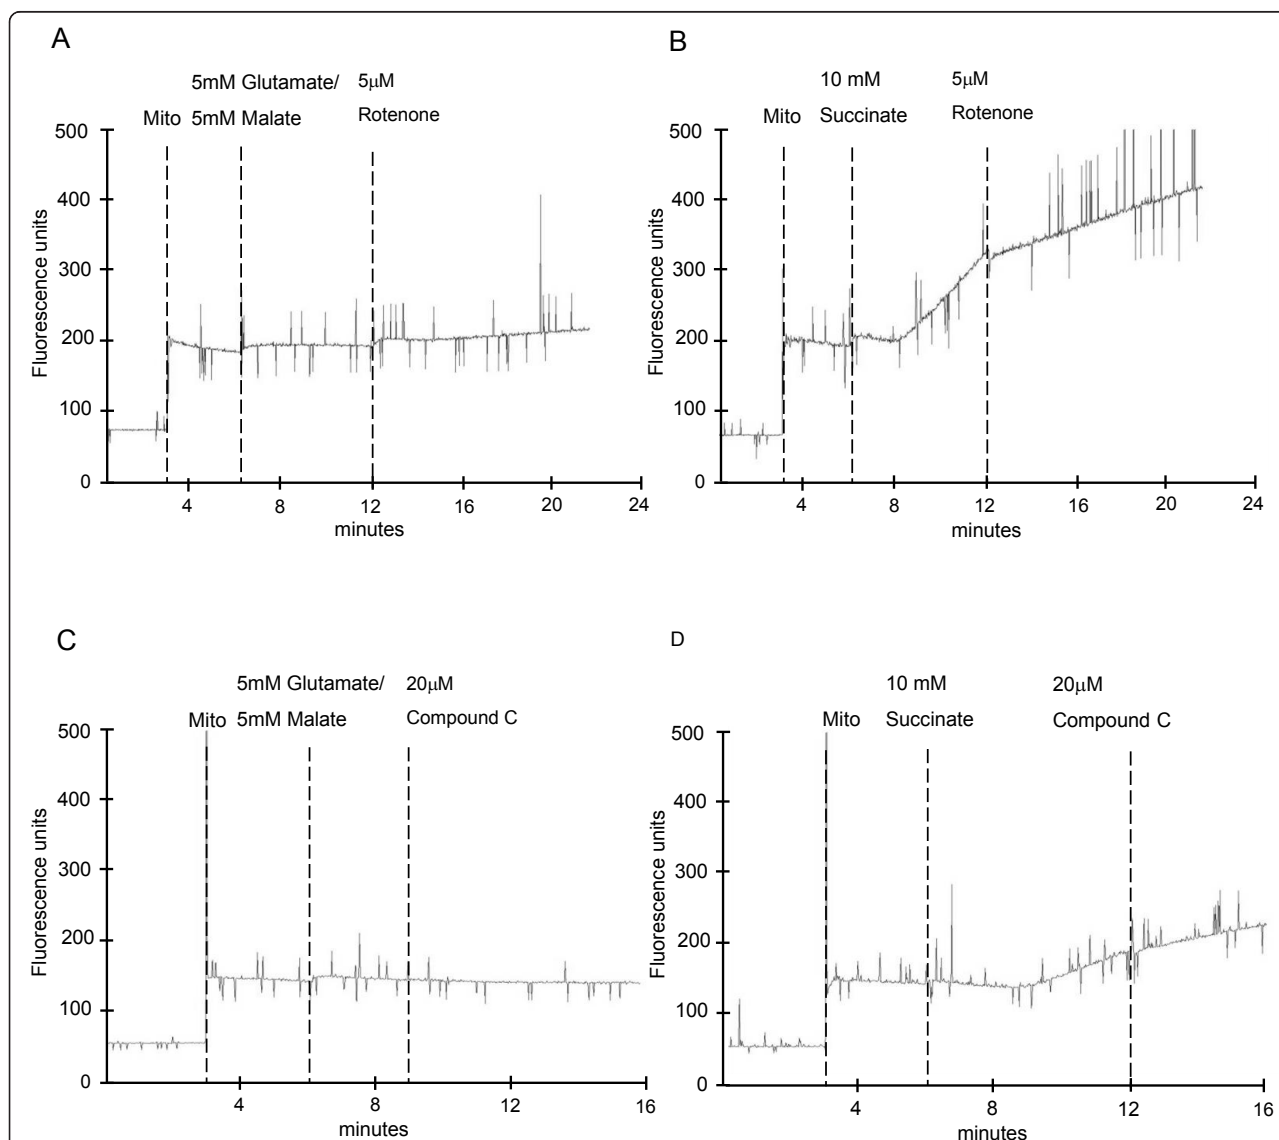 A
5mM Glutamate/ 5μM
Mito 5mM Malate Rotenone
500
400
300
200
100
0
Fluorescence units
4 8 12 16 20 24
minutes
B
10 mM 5μM
Mito Succinate Rotenone
500
400
300
200
100
0
Fluorescence units
4 8 12 16 20 24
minutes
C
5mM Glutamate/ 20μM
Mito 5mM Malate Compound C
500
400
300
200
100
0
Fluorescence units
4 8 12 16
minutes
D
10 mM 20μM
Mito Succinate Compound C
500
400
300
200
100
0
Fluorescence units
4 8 12 16
minutes